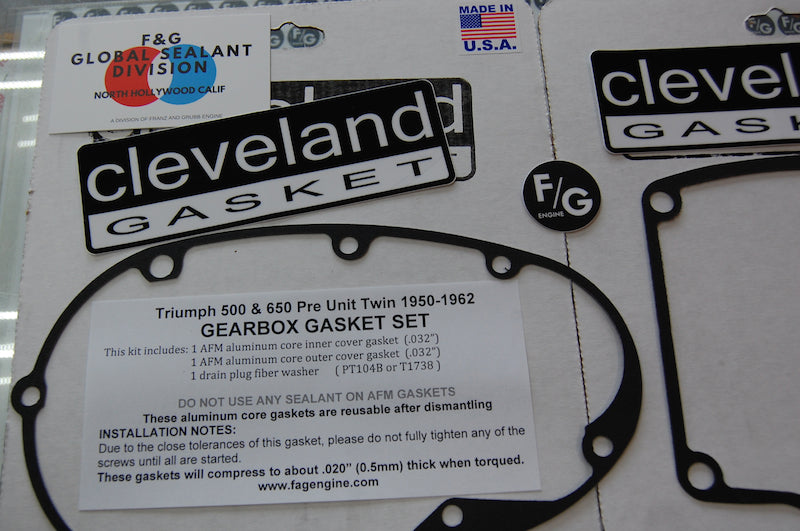 F&G
GLOBAL SEALANT
DIVISION
NORTH HOLLYWOOD CALIF
A DIVISION OF FRANZ AND GRUBB ENGINE
MADE IN
U.S.A.
cleveland
GASKET
F/G
ENGINE
cleveland
GASK
Triumph 500 & 650 Pre Unit Twin 1950-1962
GEARBOX GASKET SET
This kit includes: 1 AFM aluminum core inner cover gasket (.032")
1 AFM aluminum core outer cover gasket (.032")
1 drain plug fiber washer ( PT104B or T1738 )
DO NOT USE ANY SEALANT ON AFM GASKETS
These aluminum core gaskets are reusable after dismantling
INSTALLATION NOTES:
Due to the close tolerances of this gasket, please do not fully tighten any of the
screws until all are started.
These gaskets will compress to about .020" (0.5mm) thick when torqued.
www.fagengine.com